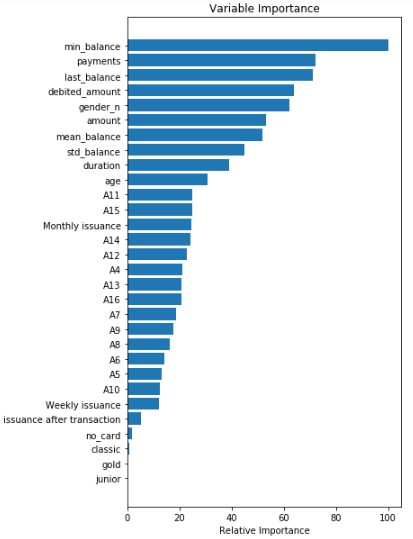 Variable Importance
min_balance
payments
last_balance
debited_amount
gender_n
amount
mean_balance
std_balance
duration
age
A11
A15
Monthly issuance
A14
A12
A4
A13
A16
A7
A9
A8
A6
A5
A10
Weekly issuance
issuance after transaction
no_card
classic
gold
junior
0 20 40 60 80 100
Relative Importance